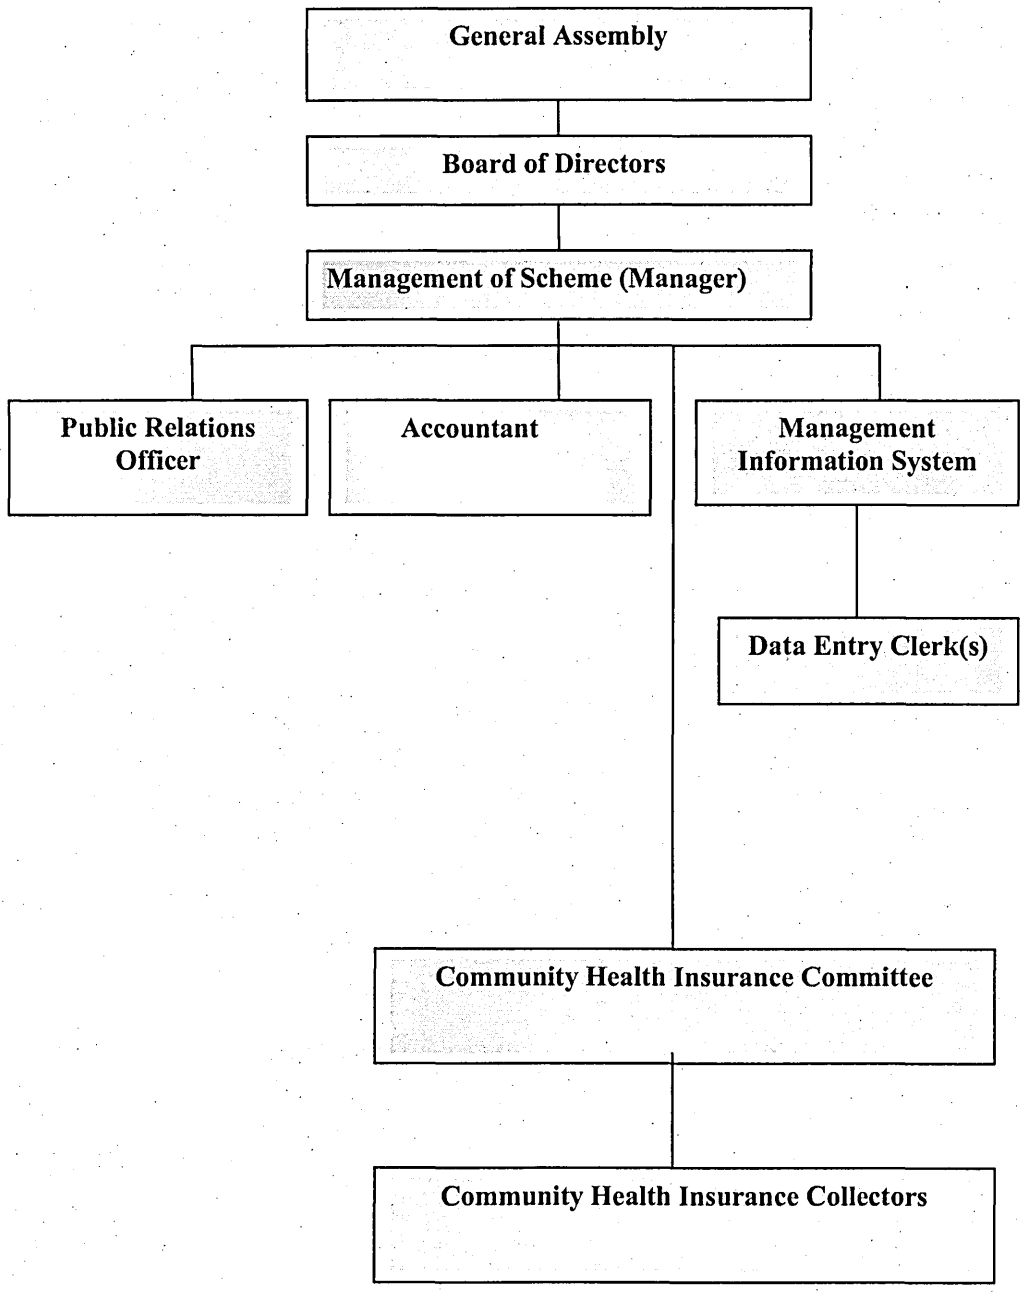 General Assembly
Board of Directors
Management of Scheme (Manager)
Public Relations
Officer
Accountant
Management
Information System
Data Entry Clerk(s)
Community Health Insurance Committee
Community Health Insurance Collectors